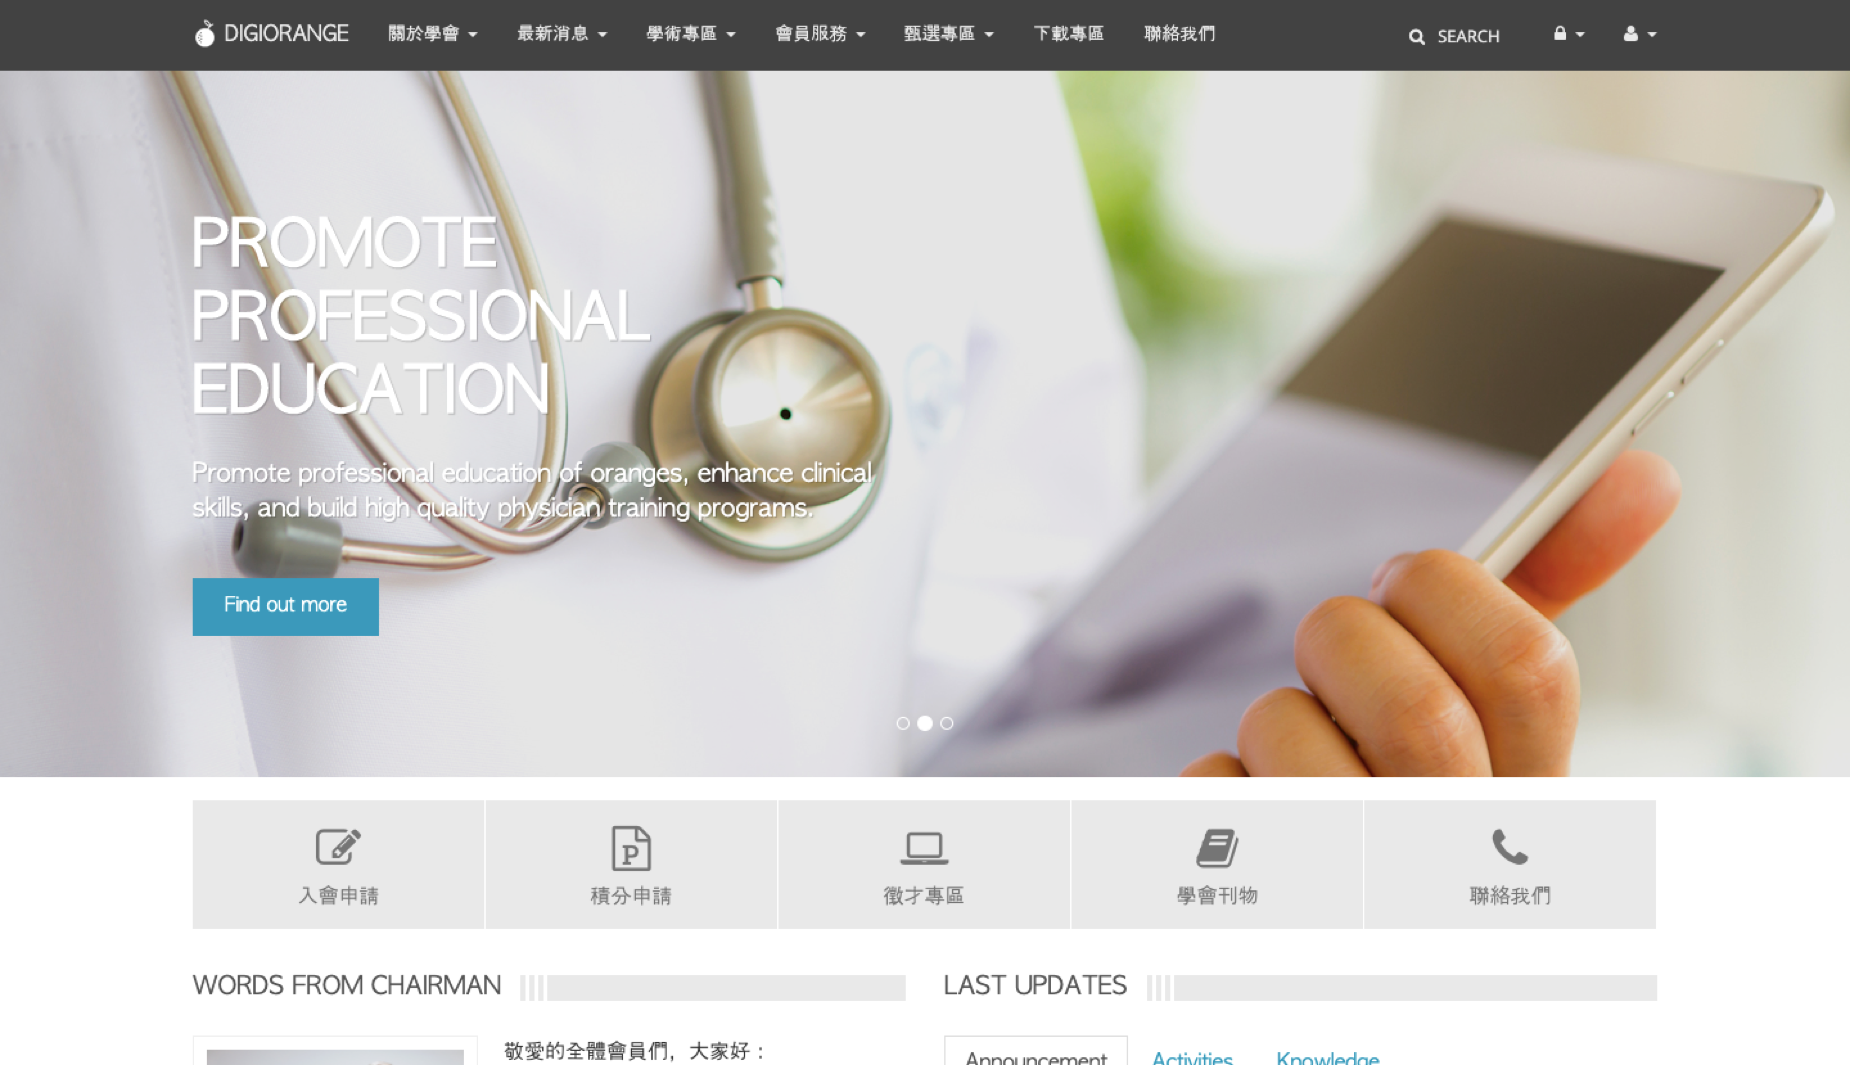 DIGIORANGE 關於學會 最新消息 學術專區 會員服務 甄選專區 下載專區 聯絡我們 SEARCH
PROMOTE
PROFESSIONAL
EDUCATION
Promote professional education of oranges, enhance clinical
skills, and build high quality physician training programs.
Find out more
入會申請 積分申請 徵才專區 學會刊物 聯絡我們
WORDS FROM CHAIRMAN
敬愛的全體會員們，大家好：
LAST UPDATES
Announcement Activities Knowledge